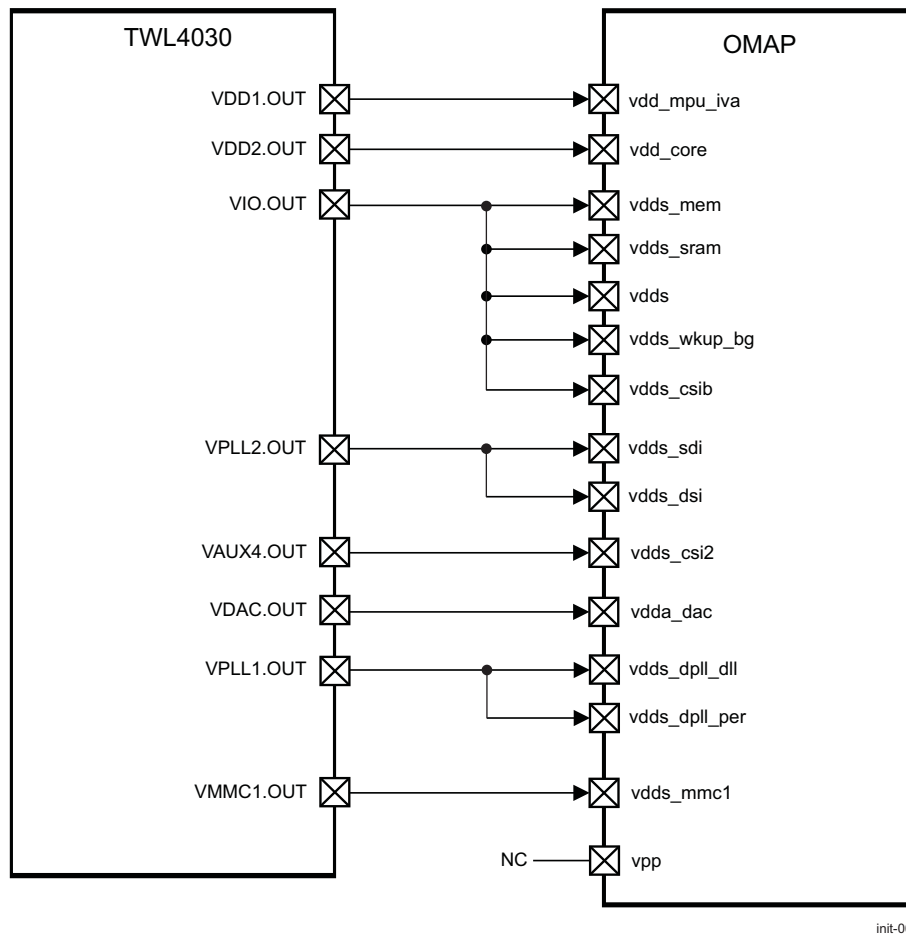 TWL4030
OMAP
VDD1.OUT
vdd_mpu_iva
VDD2.OUT
vdd_core
VIO.OUT
vdds_mem
vdds_sram
vdds
vdds_wkup_bg
vdds_csib
VPLL2.OUT
vdds_sdi
vdds_dsi
VAUX4.OUT
vdds_csi2
VDAC.OUT
vdda_dac
VPLL1.OUT
vdds_dpll_dll
vdds_dpll_per
VMMC1.OUT
vdds_mmc1
NC
vpp